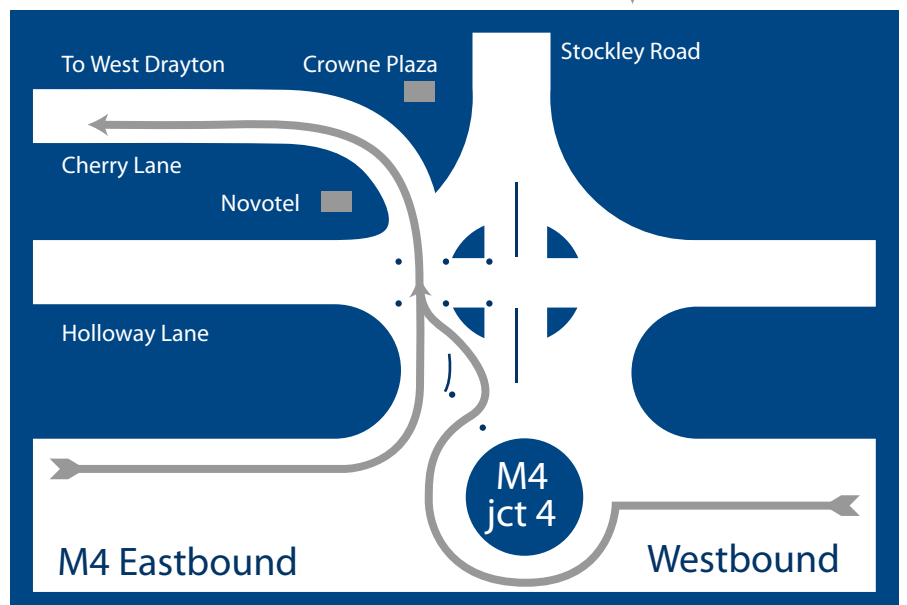 Stockley Road
To West Drayton
Crowne Plaza
Cherry Lane
Novotel
Holloway Lane
M4
jct 4
M4 Eastbound
Westbound